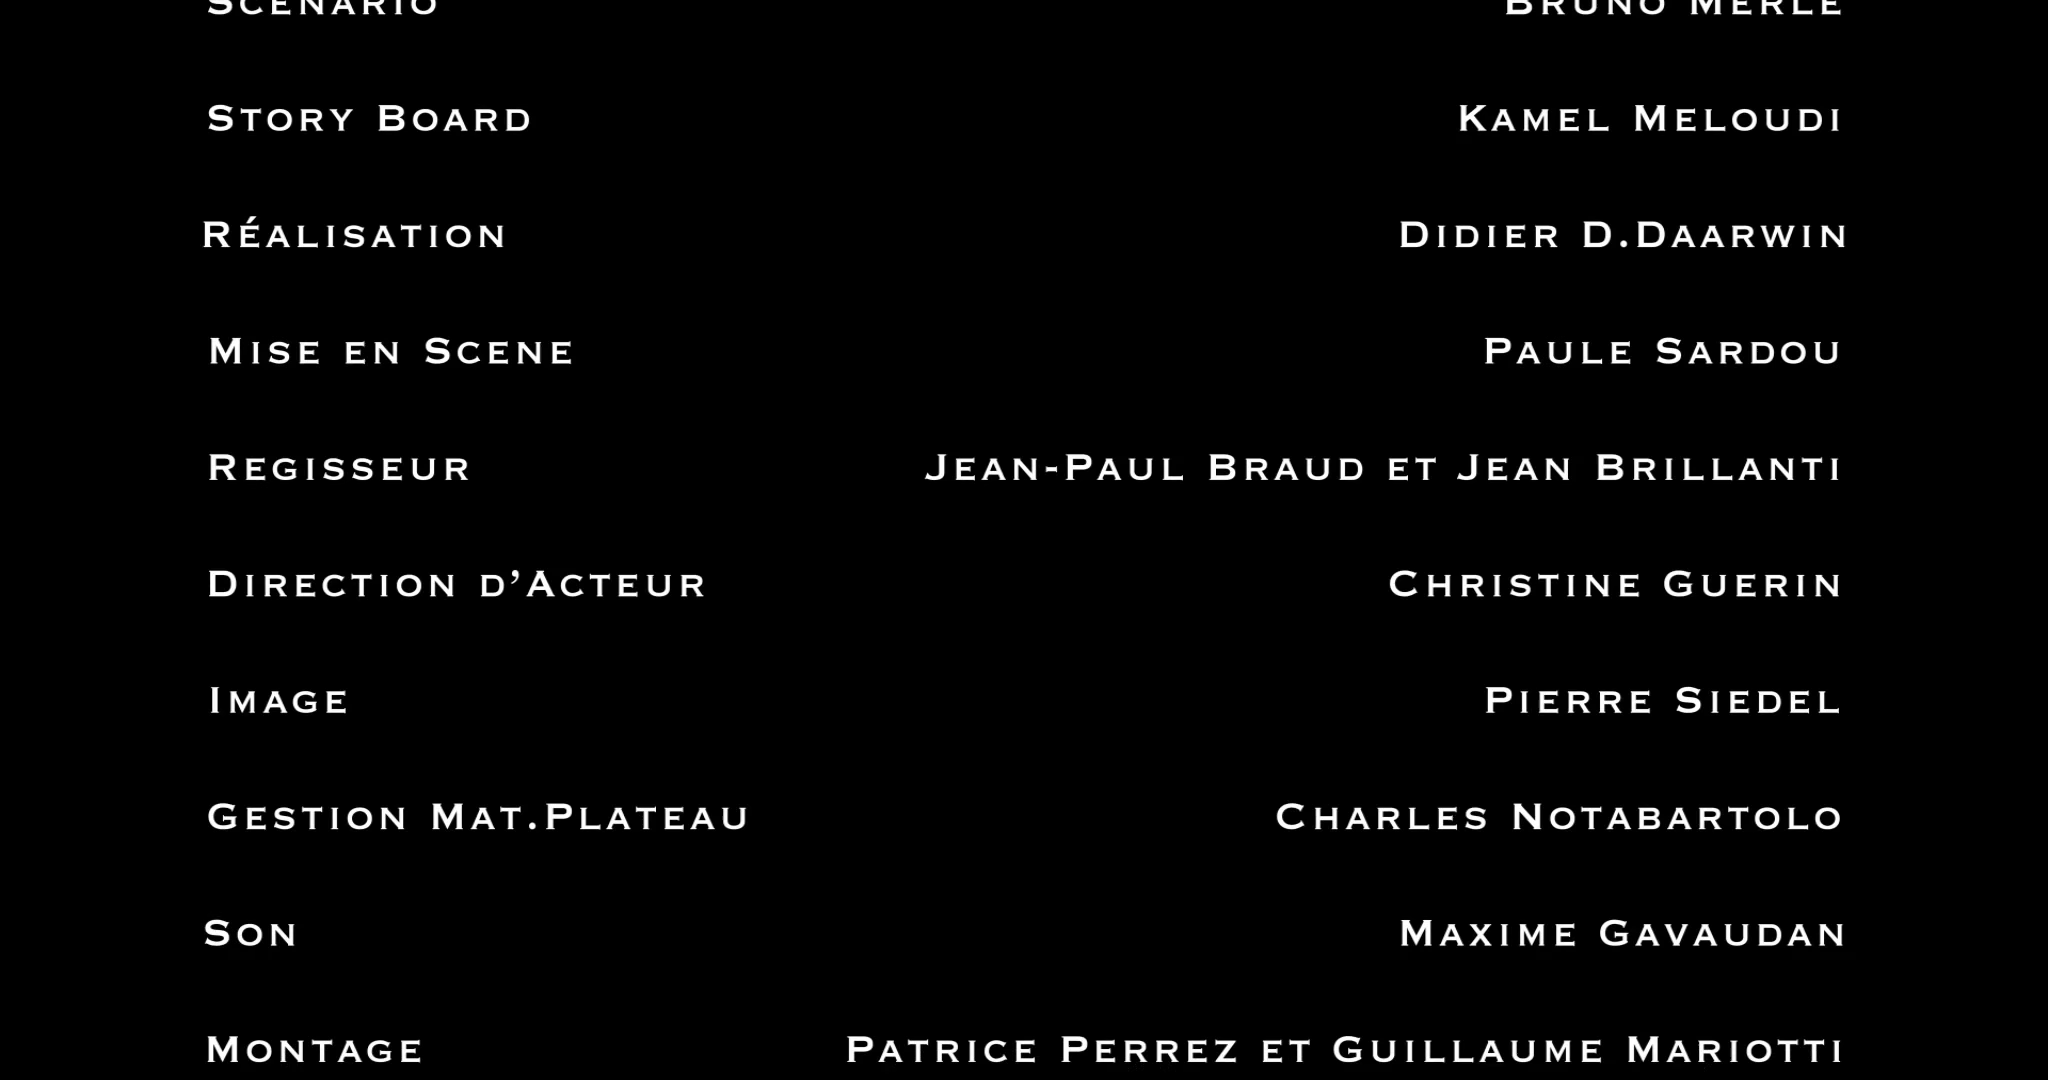 Scenario Bruno Merle
Story Board Kamel Meloudi
Réalisation Didier D.Daarwin
Mise en Scene Paule Sardou
Regisseur Jean-Paul Braud et Jean Brillanti
Direction d’Acteur Christine Guerin
Image Pierre Siedel
Gestion Mat.Plateau Charles Notabartolo
Son Maxime Gavaudan
Montage Patrice Perrez et Guillaume Mariotti